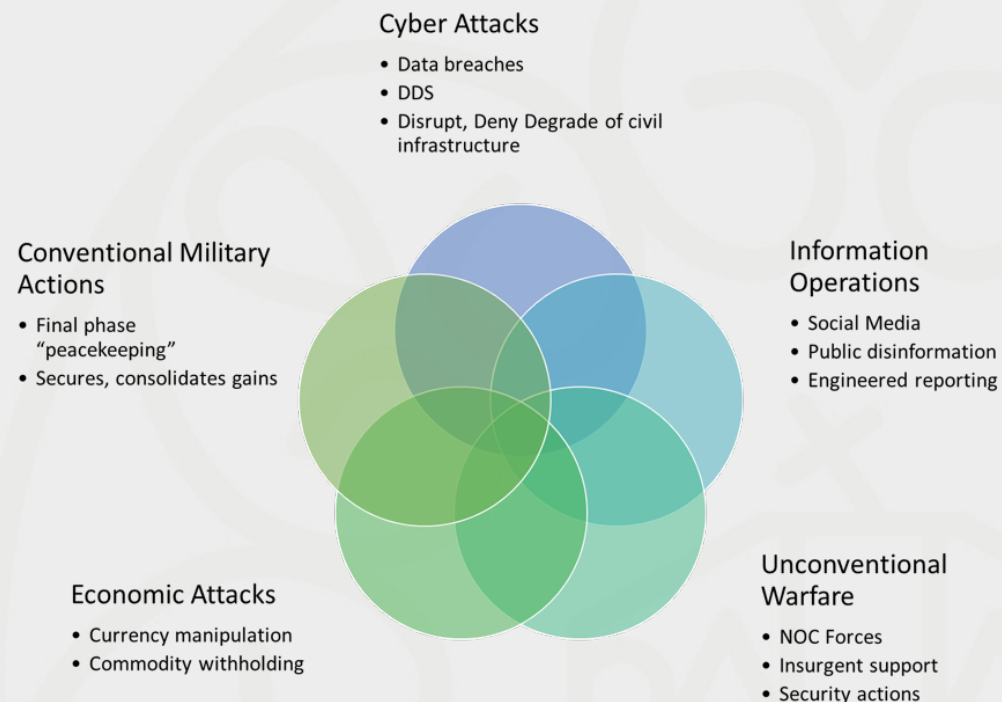 Cyber Attacks
• Data breaches
• DDS
• Disrupt, Deny Degrade of civil
infrastructure
Conventional Military
Actions
• Final phase
“peacekeeping”
• Secures, consolidates gains
Information
Operations
• Social Media
• Public disinformation
• Engineered reporting
Economic Attacks
• Currency manipulation
• Commodity withholding
Unconventional
Warfare
• NOC Forces
• Insurgent support
• Security actions